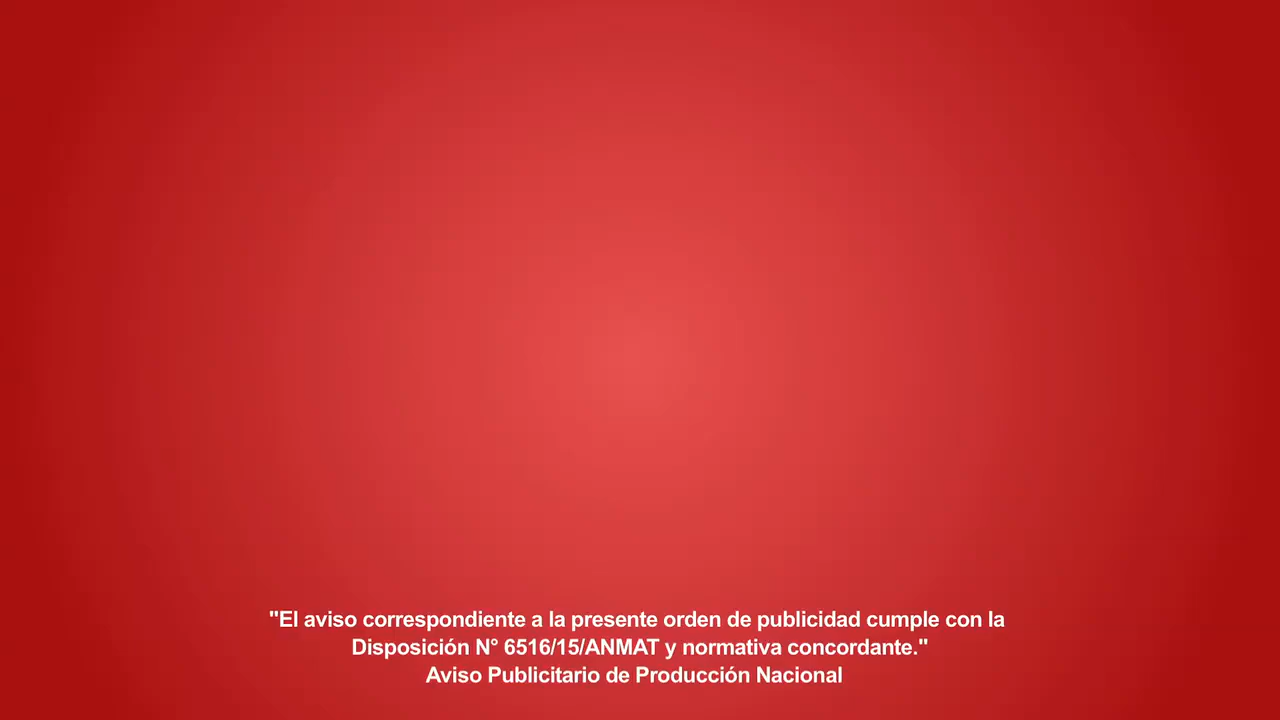 "El aviso correspondiente a la presente orden de publicidad cumple con la
Disposición N° 6516/15/ANMAT y normativa concordante."
Aviso Publicitario de Producción Nacional